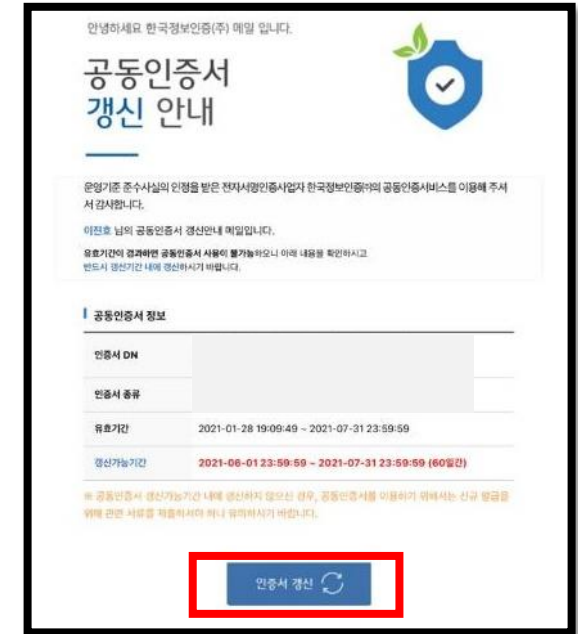 안녕하세요 한국정보인증(주) 메일 입니다.
공동인증서
갱신 안내
운영기준 준수사실의 인정을 받은 전자서명인증사업자 한국정보인증㈜의 공동인증서비스를 이용해 주셔
서 감사합니다.
이진호 님의 공동인증서 갱신안내 메일입니다.
유효기간이 경과하면 공동인증서 사용이 불가능하오니 아래 내용을 확인하시고
반드시 갱신기간 내에 갱신하시기 바랍니다.
공동인증서 정보
인증서 DN
인증서 종류
유효기간 2021-01-28 19:09:49 ~ 2021-07-31 23:59:59
갱신가능기간 2021-06-01 23:59:59 ~ 2021-07-31 23:59:59 (60일간)
※ 공동인증서 갱신가능기간 내에 갱신하지 않으신 경우, 공동인증서를 이용하기 위해서는 신규 발급을
위해 관련 서류를 제출하셔야 하니 유의하시기 바랍니다.
인증서 갱신